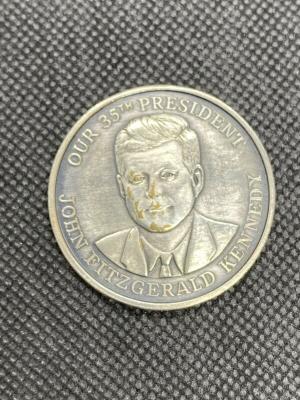 OUR 35TH PRESIDENT
JOHN FITZGERALD KENNEDY